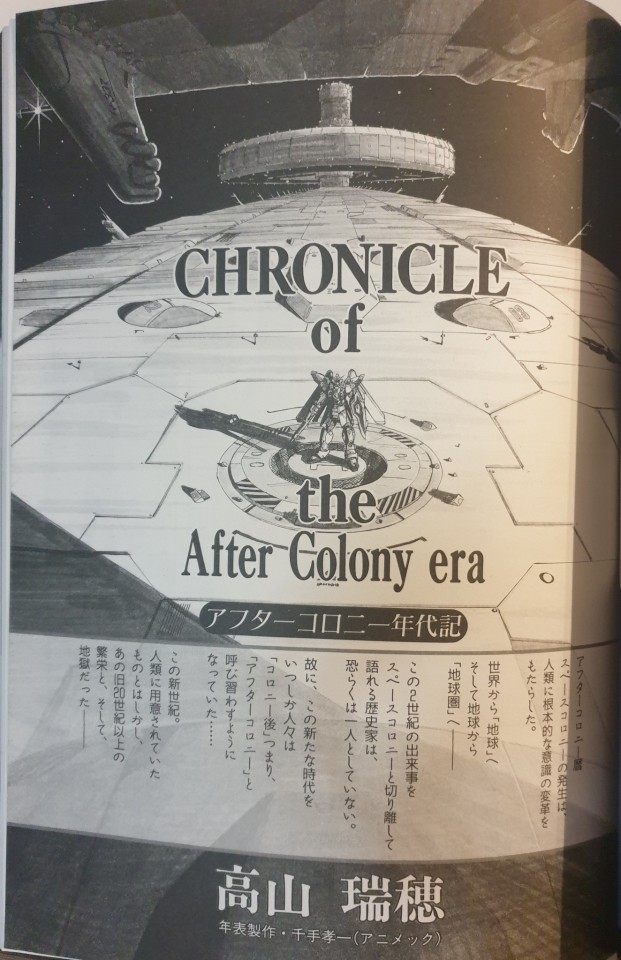 CHRONICLE
of
the
After Colony era
アフターコロニー年代記
アフターコロニー暦
スペースコロニーの発生は、
人類に根本的な意識の変革を
もたらした。
世界から「地球」へ
そして地球から
「地球圏」へ——
この2世紀の出来事を
スペースコロニーと切り離して
語れる歴史家は、
恐らくは一人としていない。
故に、この新たな時代を
いつしか人々は
「コロニー後」つまり、
「アフターコロニー」と
呼び習わすように
なっていた……
この新世紀。
人類に用意されていた
ものとはしかし、
あの旧20世紀以上の
繁栄と、そして、
地獄だった——
高山 瑞穂
年表製作・千手孝一(アニメック)